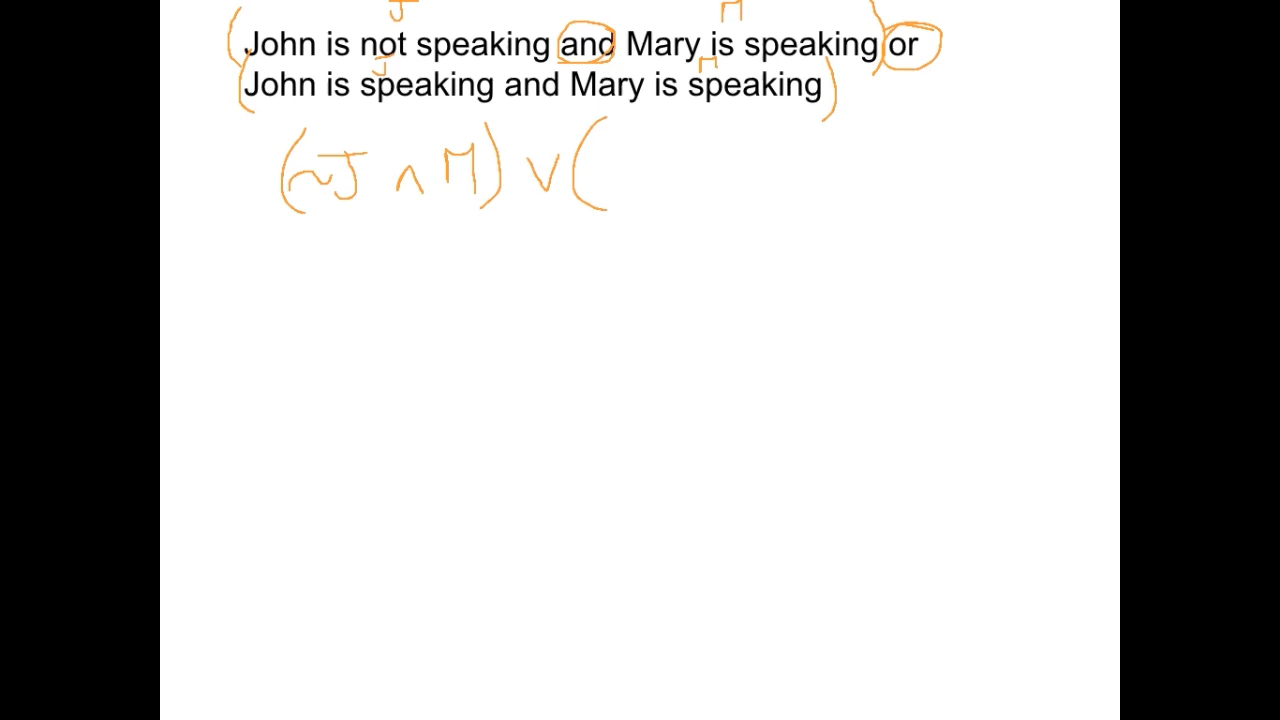 J M
John is not speaking and Mary is speaking or
J M
John is speaking and Mary is speaking
(~J ∧ M) ∨ (